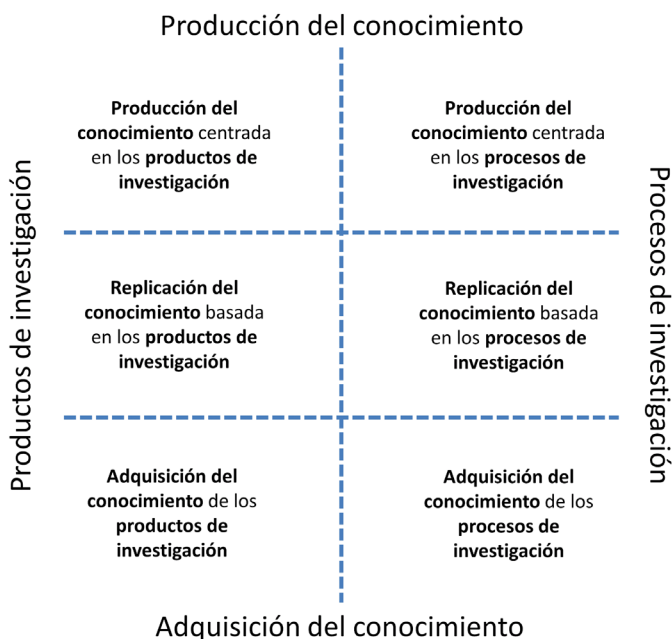 Producción del conocimiento
Productos de investigación
Producción del
conocimiento centrada
en los productos de
investigación
Producción del
conocimiento centrada
en los procesos de
investigación
Procesos de investigación
Replicación del
conocimiento basada
en los productos de
investigación
Replicación del
conocimiento basada
en los procesos de
investigación
Adquisición del
conocimiento de los
productos de
investigación
Adquisición del
conocimiento de los
procesos de
investigación
Adquisición del conocimiento